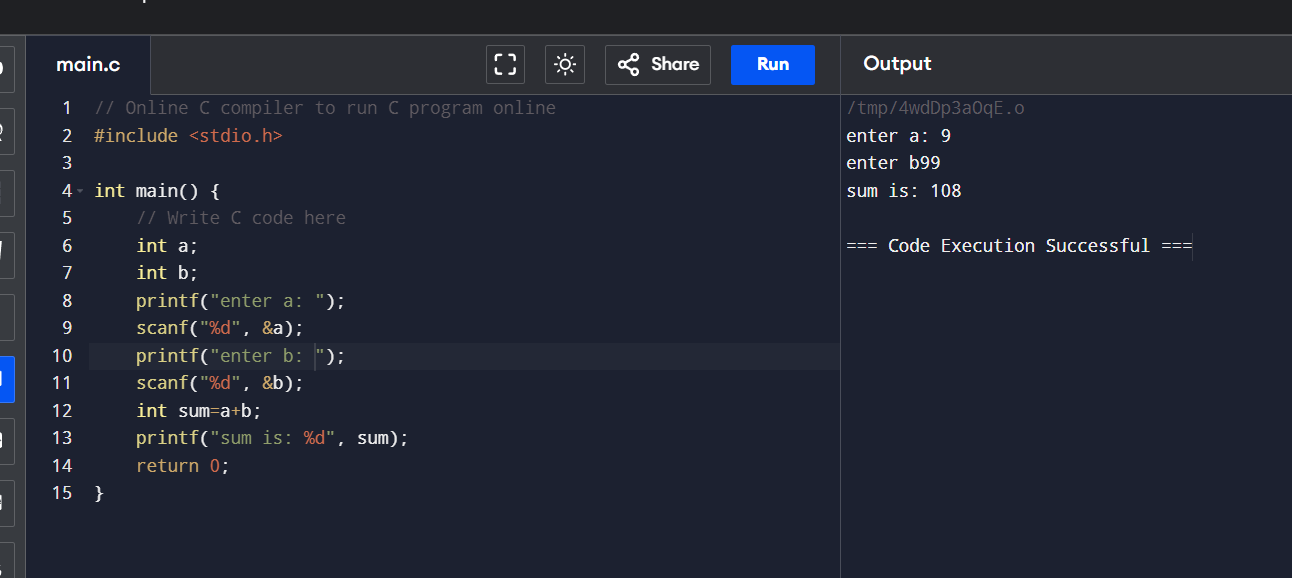 main.c
Share
Run
Output
1 // Online C compiler to run C program online
2 #include <stdio.h>
3
4 int main() {
5     // Write C code here
6     int a;
7     int b;
8     printf("enter a: ");
9     scanf("%d", &a);
10     printf("enter b: ");
11     scanf("%d", &b);
12     int sum=a+b;
13     printf("sum is: %d", sum);
14     return 0;
15 }
/tmp/4wdDp3aOqE.o
enter a: 9
enter b99
sum is: 108
=== Code Execution Successful ===